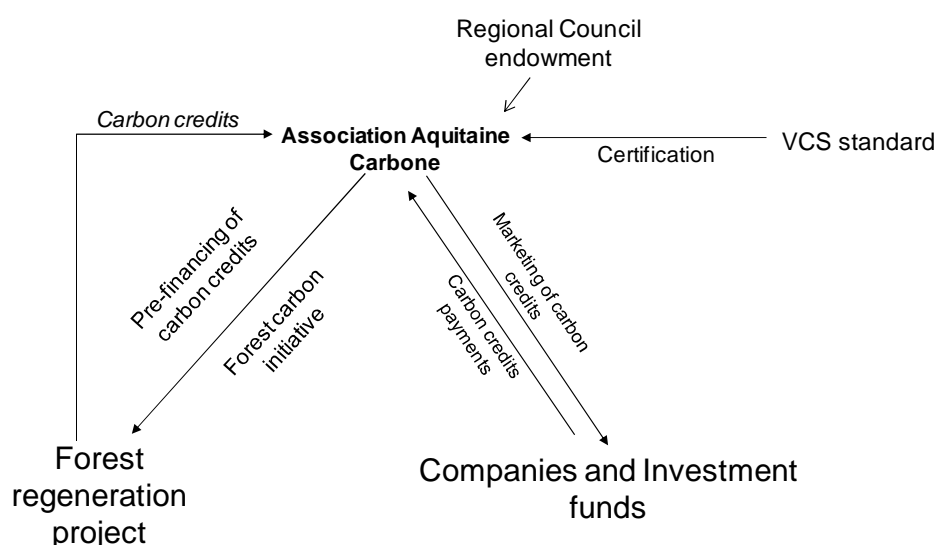 Regional Council
endowment
Carbon credits
Association Aquitaine
Carbone
Certification
VCS standard
Pre-financing of
carbon credits
Forest carbon
initiative
Marketing of carbon
credits
Carbon credits
payments
Forest
regeneration
project
Companies and Investment
funds